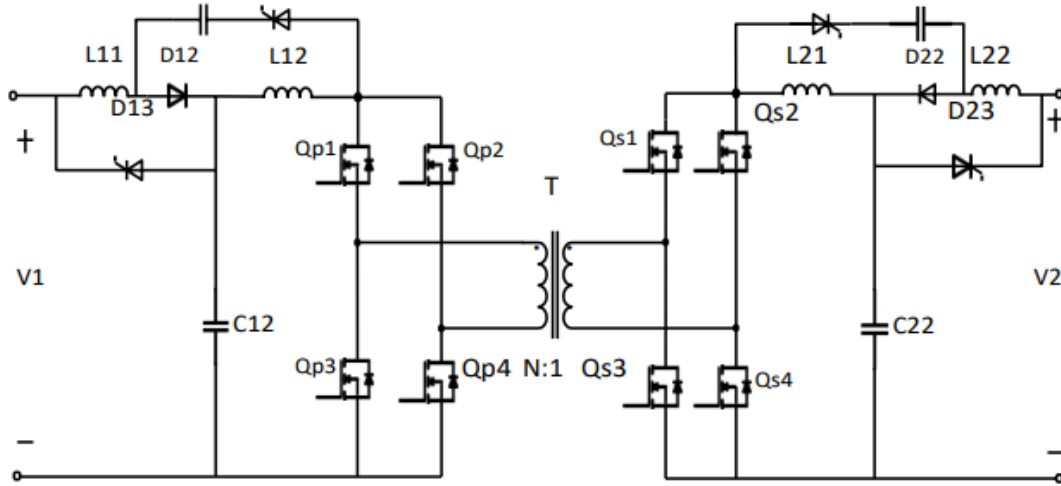 L11
D12
L12
D13
+
Qp1
Qp2
V1
C12
Qp3
Qp4
−
T
N:1
L21
D22
L22
Qs2
D23
+
Qs1
V2
C22
Qs3
Qs4
−